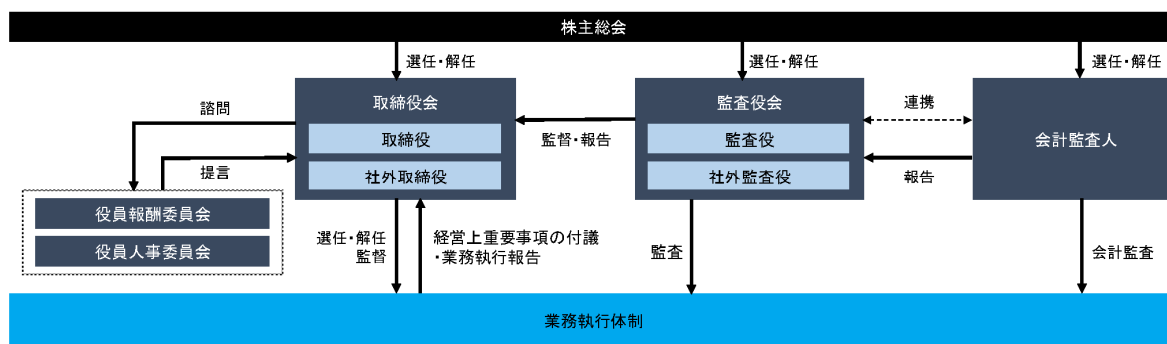 株主総会
選任・解任
選任・解任
選任・解任
取締役会
取締役
社外取締役
監査役会
監査役
社外監査役
会計監査人
諮問
提言
監督・報告
連携
報告
役員報酬委員会
役員人事委員会
選任・解任
監督
経営上重要事項の付議
・業務執行報告
監査
会計監査
業務執行体制